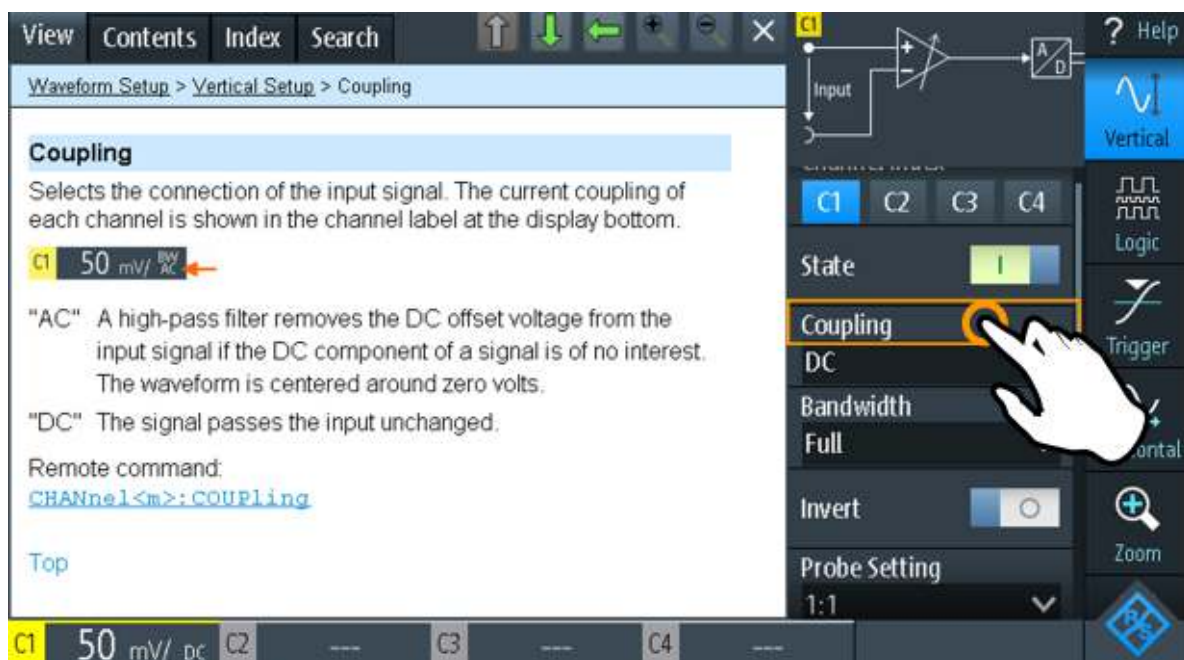 View Contents Index Search
Waveform Setup > Vertical Setup > Coupling
Coupling
Selects the connection of the input signal. The current coupling of
each channel is shown in the channel label at the display bottom.
C1 50 mV/ BW
AC
"AC" A high-pass filter removes the DC offset voltage from the
input signal if the DC component of a signal is of no interest.
The waveform is centered around zero volts.
"DC" The signal passes the input unchanged.
Remote command:
CHANnel<m>:COUPling
Top
C1
Input
A
D
C1 C2 C3 C4
State
I
Coupling
DC
Bandwidth
Full
Invert
Probe Setting
1:1
? Help
Vertical
Logic
Trigger
Zoom
R&S
C1 50 mV/ DC C2 --- C3 --- C4 ---